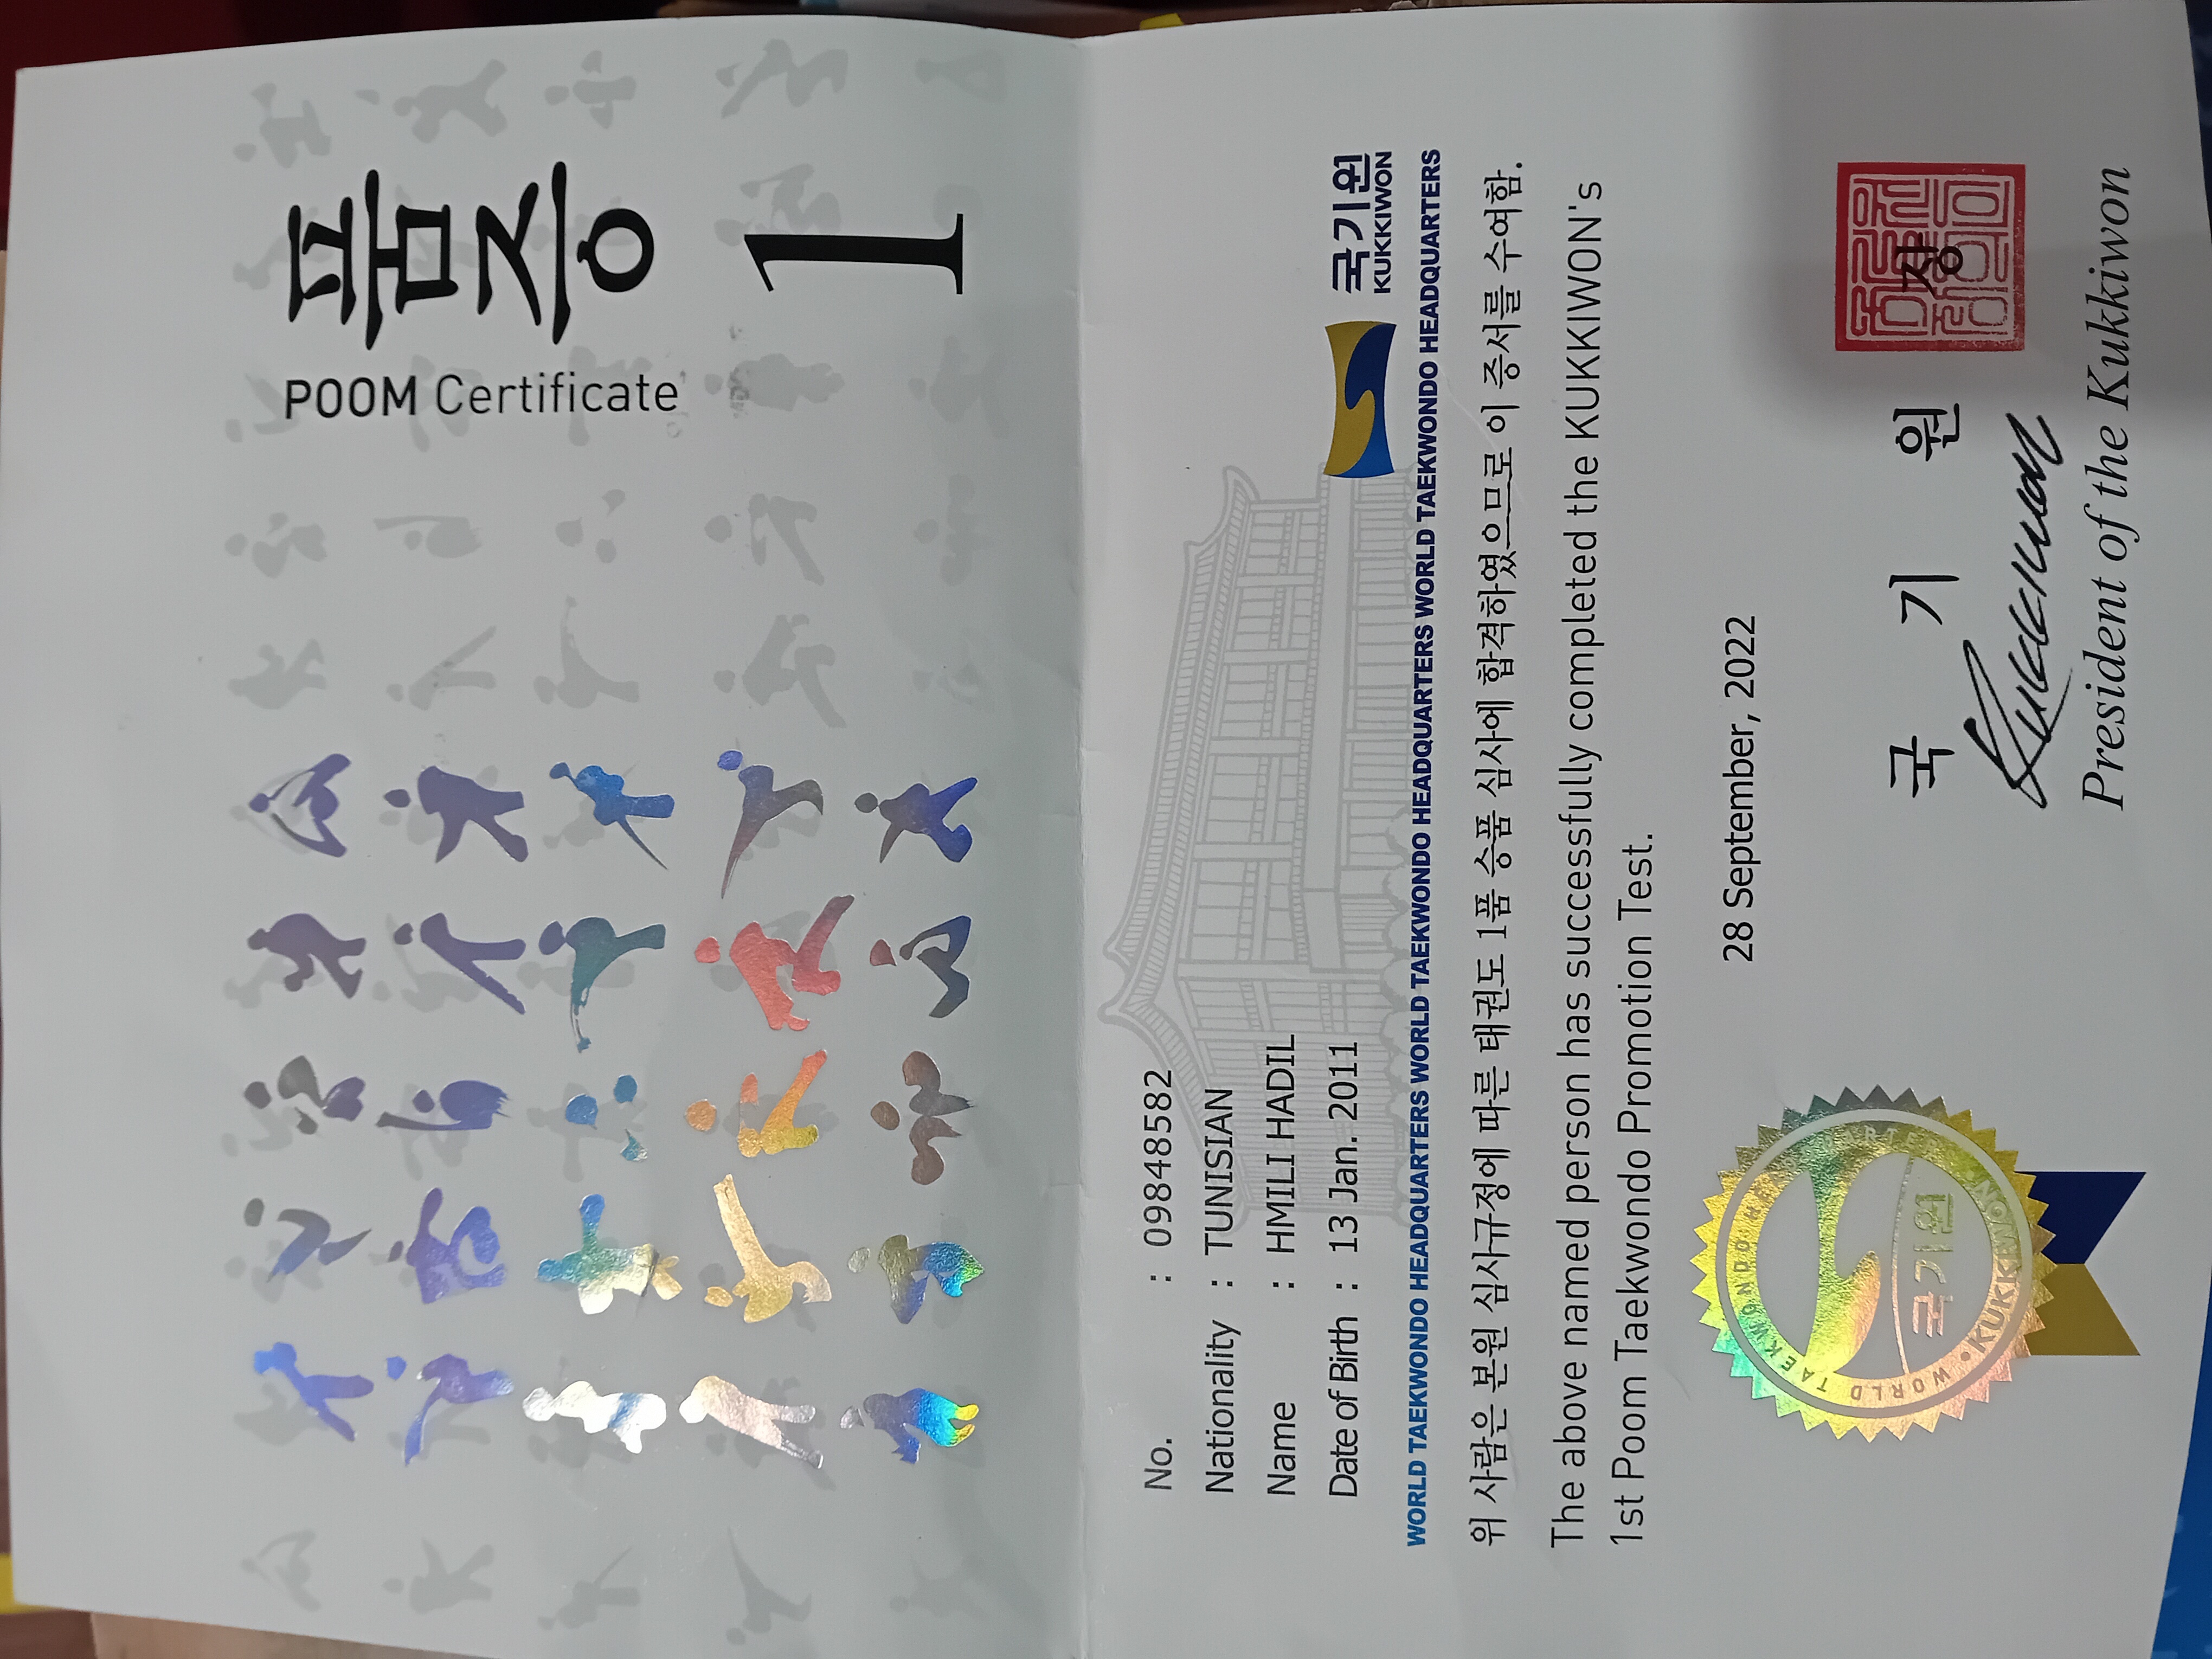 품증
POOM Certificate
1
No. : 09848582
Nationality : TUNISIAN
Name : HMILI HADIL
Date of Birth : 13 Jan. 2011
국기원
KUKKIWON
WORLD TAEKWONDO HEADQUARTERS WORLD TAEKWONDO HEADQUARTERS WORLD TAEKWONDO HEADQUARTERS WORLD TAEKWONDO HEADQUARTERS
위 사람은 본원 심사규정에 따른 태권도 1품 승품 심사에 합격하였으므로 이 증서를 수여함.
The above named person has successfully completed the KUKKIWON's
1st Poom Taekwondo Promotion Test.
28 September, 2022
국 기 원 장
President of the Kukkiwon
WORLD TAEKWONDO HEADQUARTERS
국기원
KUKKIWON